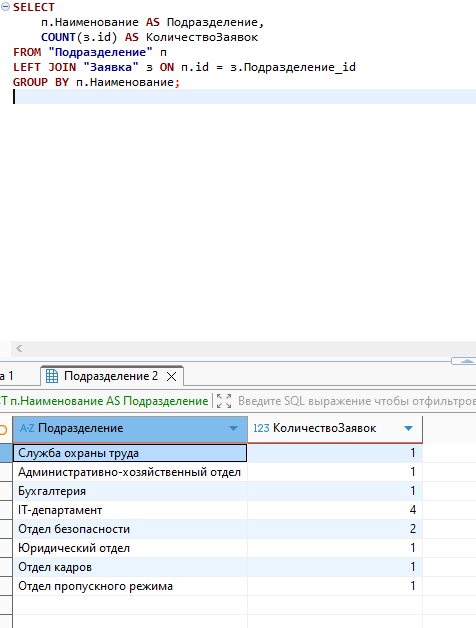 SELECT
п.Наименование AS Подразделение,
COUNT(з.id) AS КоличествоЗаявок
FROM "Подразделение" п
LEFT JOIN "Заявка" з ON п.id = з.Подразделение_id
GROUP BY п.Наименование;
а 1
Подразделение 2
CT п.Наименование AS Подразделение
Введите SQL выражение чтобы отфильтров
A-Z Подразделение
123 КоличествоЗаявок
Служба охраны труда 1
Административно-хозяйственный отдел 1
Бухгалтерия 1
IT-департамент 4
Отдел безопасности 2
Юридический отдел 1
Отдел кадров 1
Отдел пропускного режима 1